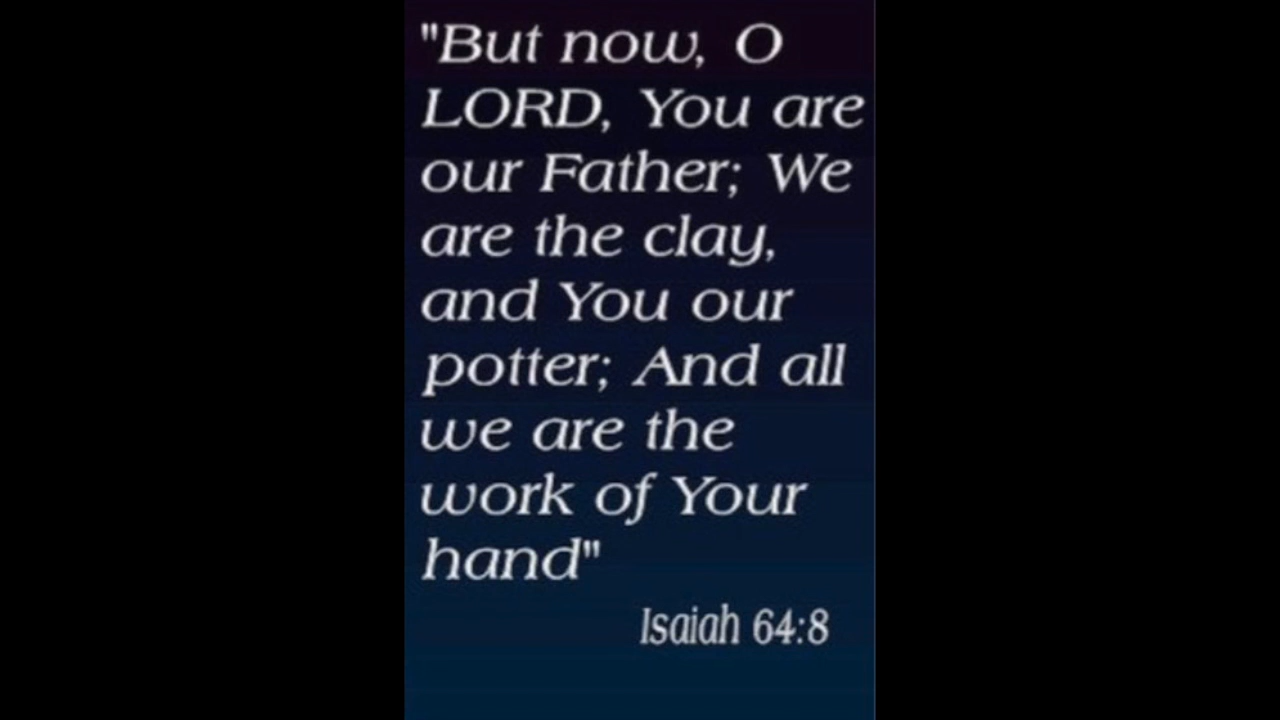 "But now, O
LORD, You are
our Father; We
are the clay,
and You our
potter; And all
we are the
work of Your
hand"
Isaiah 64:8